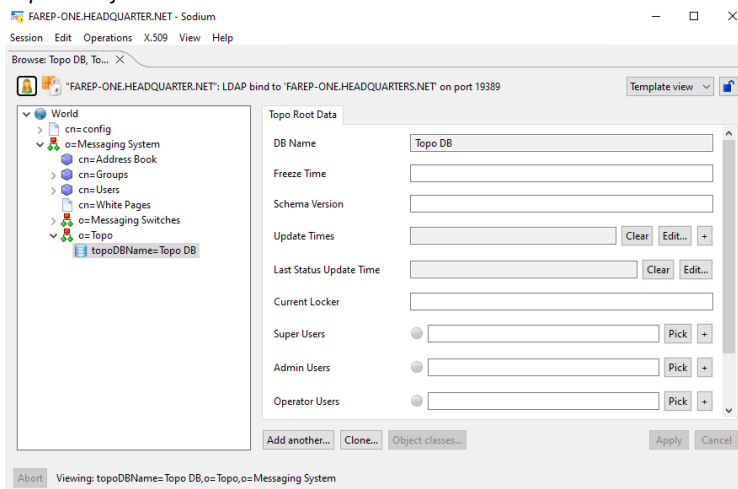 FAREP-ONE.HEADQUARTER.NET - Sodium
Session Edit Operations X.509 View Help
Browse: Topo DB, To...
"FAREP-ONE.HEADQUARTER.NET": LDAP bind to 'FAREP-ONE.HEADQUARTERS.NET' on port 19389
Template view
World
cn=config
o=Messaging System
cn=Address Book
cn=Groups
cn=Users
cn=White Pages
o=Messaging Switches
o=Topo
topoDBName=Topo DB
Topo Root Data
DB Name Topo DB
Freeze Time
Schema Version
Update Times Clear Edit... +
Last Status Update Time Clear Edit...
Current Locker
Super Users Pick +
Admin Users Pick +
Operator Users Pick +
Add another... Clone... Object classes... Apply Cancel
Abort Viewing: topoDBName=Topo DB,o=Topo,o=Messaging System